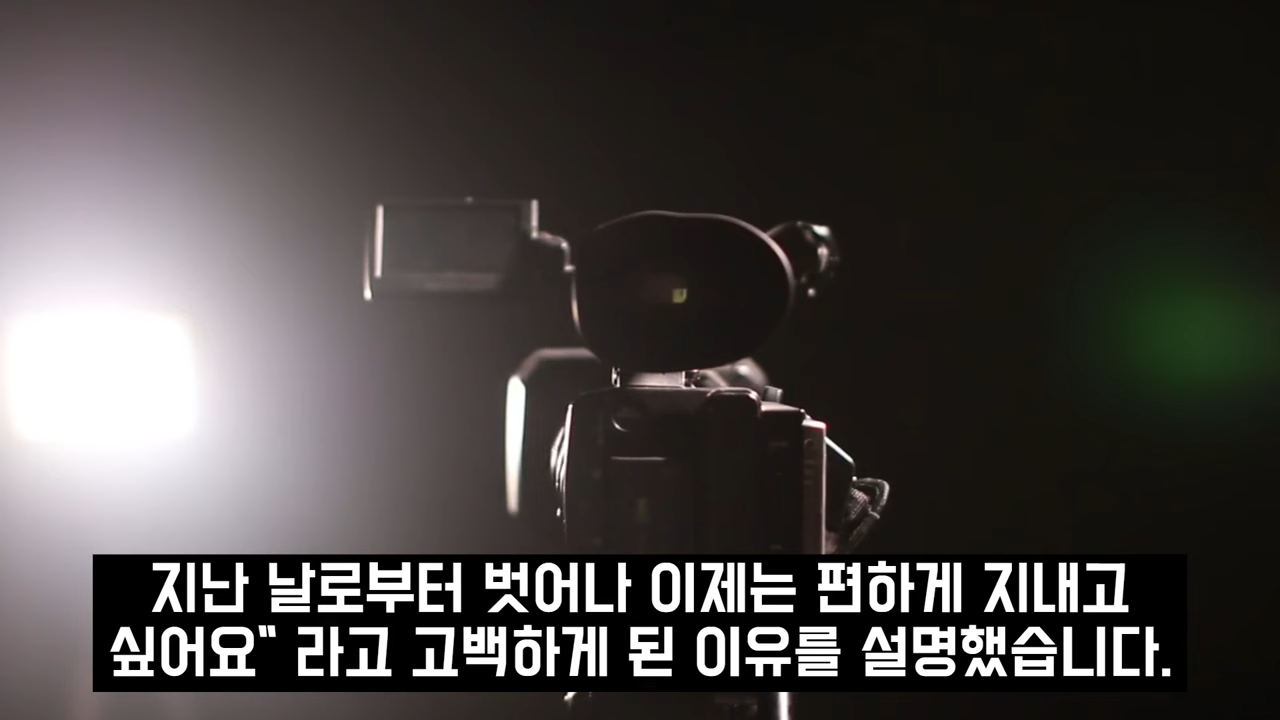 지난 날로부터 벗어나 이제는 편하게 지내고
싶어요" 라고 고백하게 된 이유를 설명했습니다.